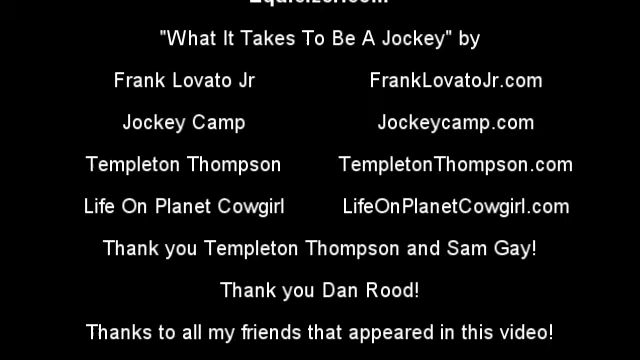 "What It Takes To Be A Jockey" by
Frank Lovato Jr FrankLovatoJr.com
Jockey Camp Jockeycamp.com
Templeton Thompson TempletonThompson.com
Life On Planet Cowgirl LifeOnPlanetCowgirl.com
Thank you Templeton Thompson and Sam Gay!
Thank you Dan Rood!
Thanks to all my friends that appeared in this video!